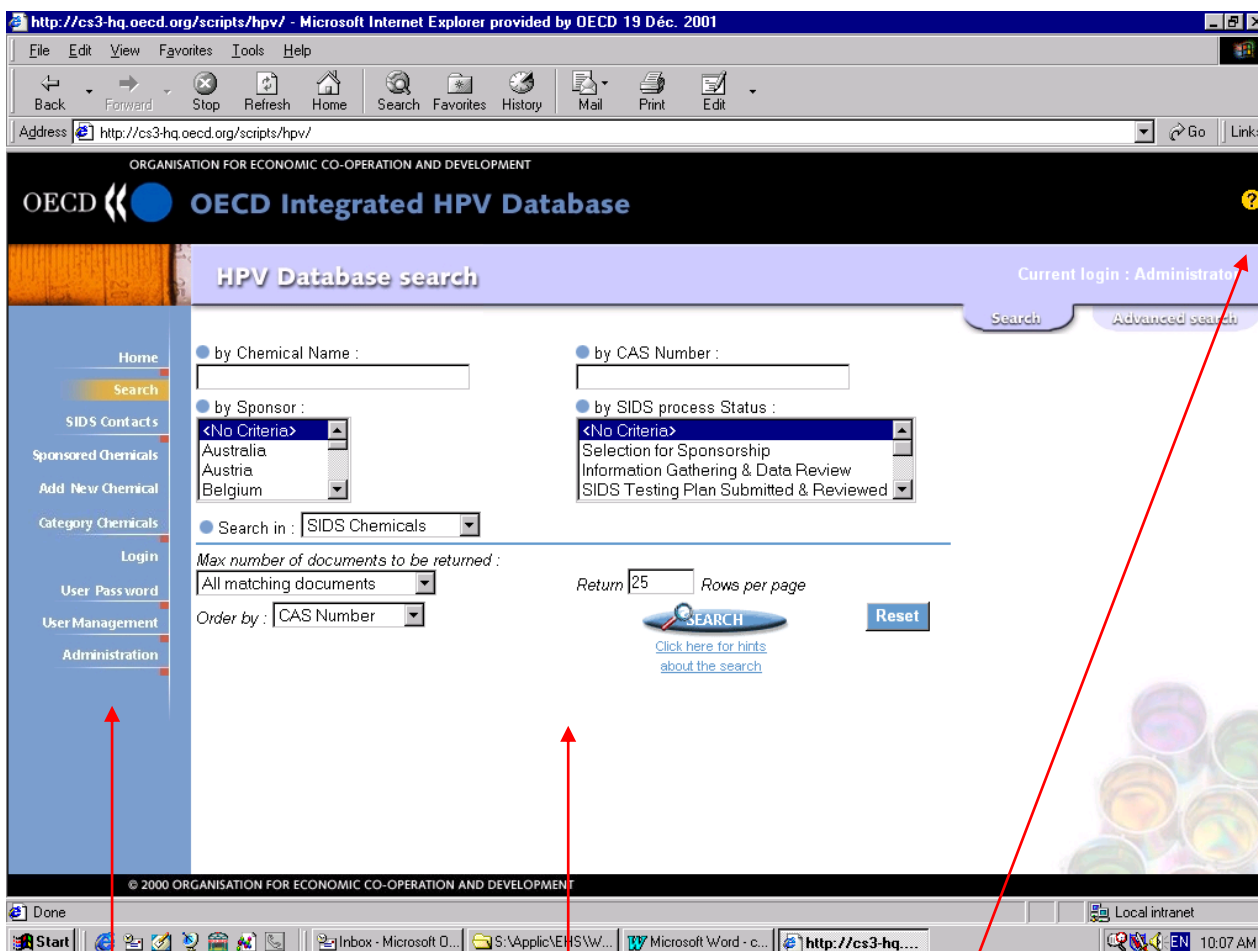 http://cs3-hq.oecd.org/scripts/hpv/ - Microsoft Internet Explorer provided by OECD 19 Déc. 2001
File Edit View Favorites Tools Help
Back Forward Stop Refresh Home Search Favorites History Mail Print Edit
Address http://cs3-hq.oecd.org/scripts/hpv/ Go Links
ORGANISATION FOR ECONOMIC CO-OPERATION AND DEVELOPMENT
OECD OECD Integrated HPV Database ?
HPV Database search Current login : Administrator
Search Advanced search
Home
Search
SIDS Contacts
Sponsored Chemicals
Add New Chemical
Category Chemicals
Login
User Password
User Management
Administration
by Chemical Name : by CAS Number :
by Sponsor : by SIDS process Status :
<No Criteria> <No Criteria>
Australia Selection for Sponsorship
Austria Information Gathering & Data Review
Belgium SIDS Testing Plan Submitted & Reviewed
Search in : SIDS Chemicals
Max number of documents to be returned :
All matching documents Return 25 Rows per page
Order by : CAS Number SEARCH Reset
Click here for hints
about the search
© 2000 ORGANISATION FOR ECONOMIC CO-OPERATION AND DEVELOPMENT
Done Local intranet
Start Inbox - Microsoft O... S:\Applic\EHS\W... Microsoft Word - c... http://cs3-hq.... EN 10:07 AM